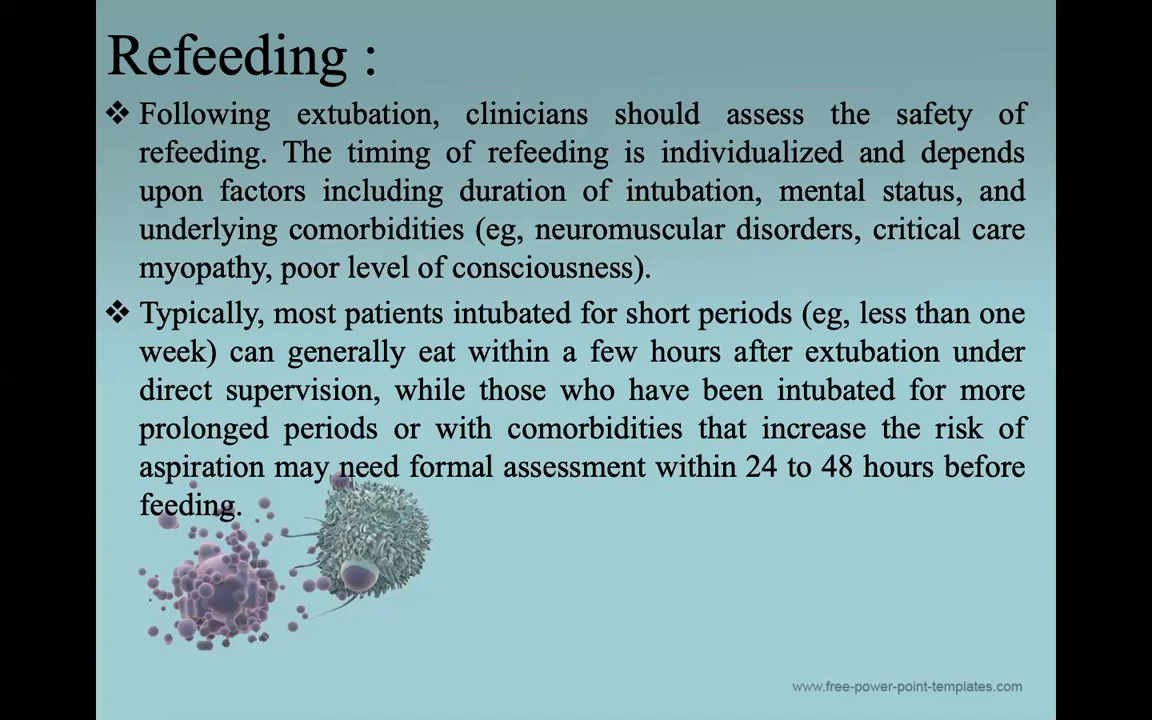 Refeeding :
❖ Following extubation, clinicians should assess the safety of
refeeding. The timing of refeeding is individualized and depends
upon factors including duration of intubation, mental status, and
underlying comorbidities (eg, neuromuscular disorders, critical care
myopathy, poor level of consciousness).
❖ Typically, most patients intubated for short periods (eg, less than one
week) can generally eat within a few hours after extubation under
direct supervision, while those who have been intubated for more
prolonged periods or with comorbidities that increase the risk of
aspiration may need formal assessment within 24 to 48 hours before
feeding.
www.free-power-point-templates.com